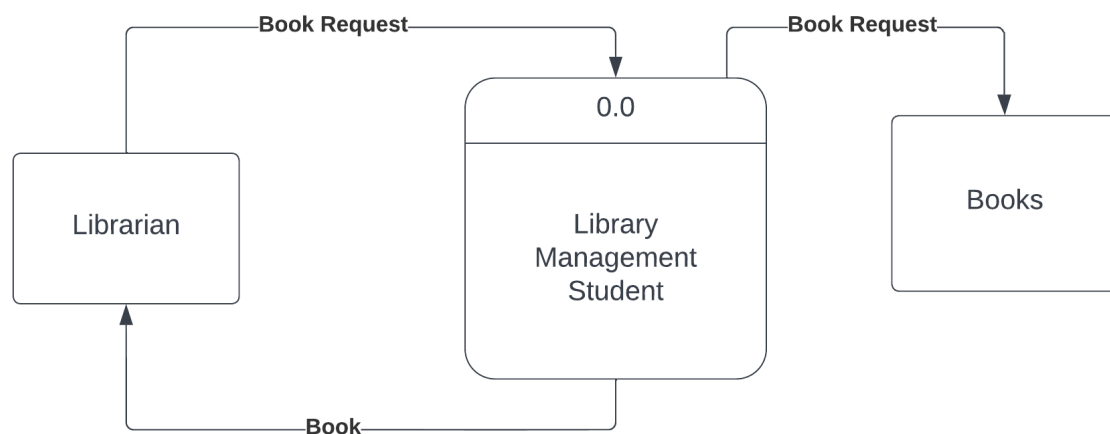 Book Request
Book Request
0.0
Librarian
Library
Management
Student
Books
Book